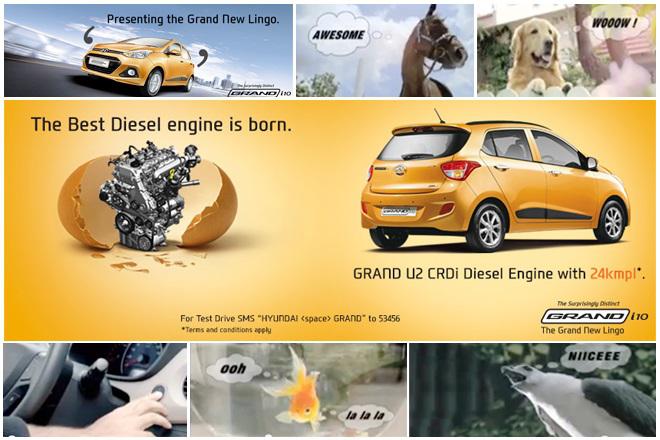 Presenting the Grand New Lingo.
The Surprisingly Distinct
GRAND i10
AWESOME
WOOOW !
The Best Diesel engine is born.
GRAND
GRAND U2 CRDi Diesel Engine with 24kmpl*.
For Test Drive SMS "HYUNDAI <space> GRAND" to 53456
*Terms and conditions apply
The Surprisingly Distinct
GRAND i10
The Grand New Lingo
ooh
la la la
NIICEEE